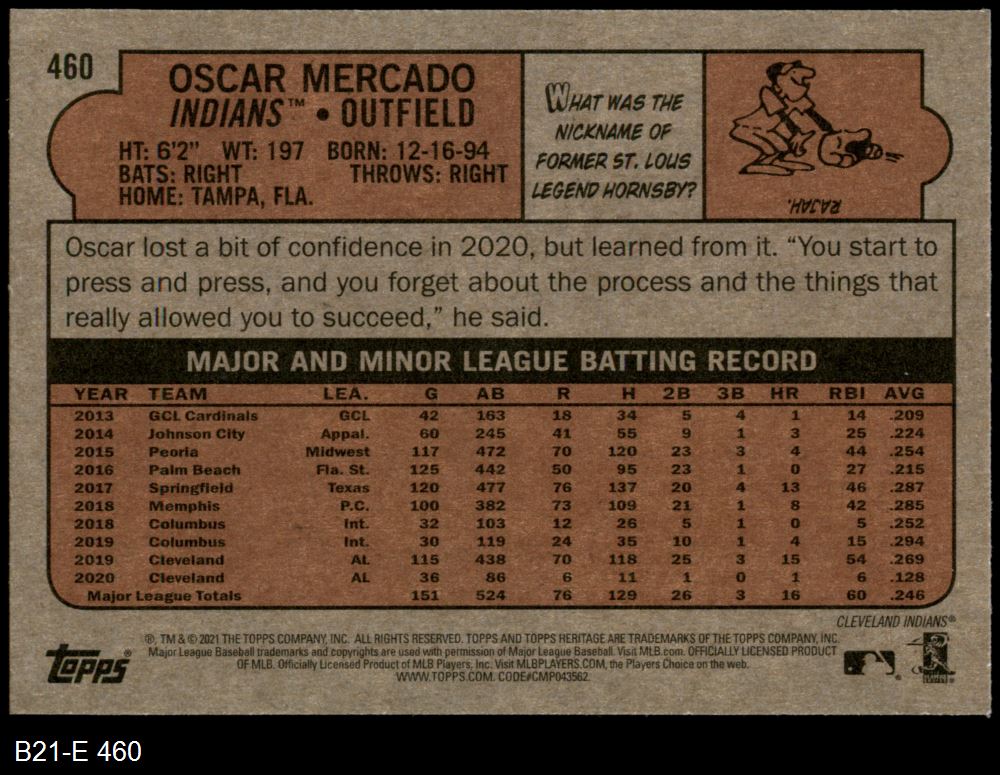 460
OSCAR MERCADO
INDIANS™ • OUTFIELD
HT: 6'2" WT: 197 BORN: 12-16-94
BATS: RIGHT THROWS: RIGHT
HOME: TAMPA, FLA.
WHAT WAS THE
NICKNAME OF
FORMER ST. LOUIS
LEGEND HORNSBY?
RAJAH.
Oscar lost a bit of confidence in 2020, but learned from it. “You start to
press and press, and you forget about the process and the things that
really allowed you to succeed,” he said.
MAJOR AND MINOR LEAGUE BATTING RECORD
YEAR TEAM LEA. G AB R H 2B 3B HR RBI AVG
2013 GCL Cardinals GCL 42 163 18 34 5 4 1 14 .209
2014 Johnson City Appal. 60 245 41 55 9 1 3 25 .224
2015 Peoria Midwest 117 472 70 120 23 3 4 44 .254
2016 Palm Beach Fla. St. 125 442 50 95 23 1 0 27 .215
2017 Springfield Texas 120 477 76 137 20 4 13 46 .287
2018 Memphis P.C. 100 382 73 109 21 1 8 42 .285
2018 Columbus Int. 32 103 12 26 5 1 0 5 .252
2019 Columbus Int. 30 119 24 35 10 1 4 15 .294
2019 Cleveland AL 115 438 70 118 25 3 15 54 .269
2020 Cleveland AL 36 86 6 11 1 0 1 6 .128
Major League Totals 151 524 76 129 26 3 16 60 .246
CLEVELAND INDIANS®
®, TM & © 2021 THE TOPPS COMPANY, INC. ALL RIGHTS RESERVED. TOPPS AND TOPPS HERITAGE ARE TRADEMARKS OF THE TOPPS COMPANY, INC.
Major League Baseball trademarks and copyrights are used with permission of Major League Baseball. Visit MLB.com. OFFICIALLY LICENSED PRODUCT
OF MLB. Officially Licensed Product of MLB Players, Inc. Visit MLBPLAYERS.COM, the Players Choice on the web.
WWW.TOPPS.COM. CODE#CMP043562
topps®
B21-E 460